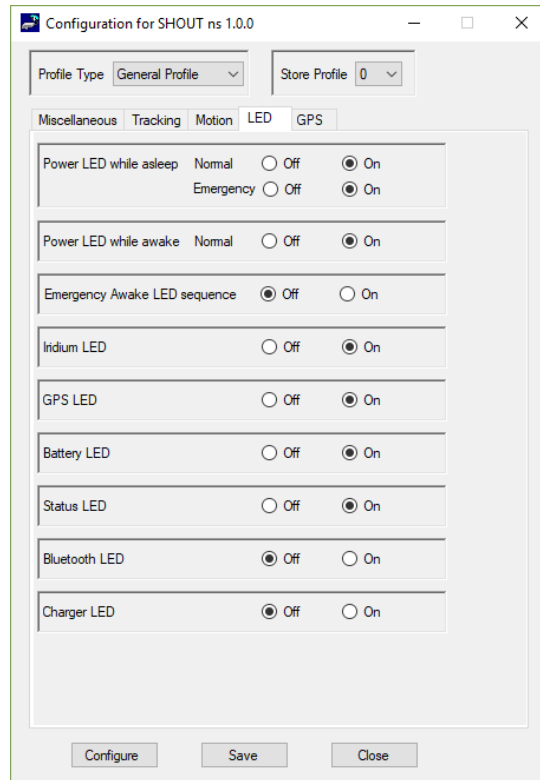 Configuration for SHOUT ns 1.0.0
Profile Type General Profile Store Profile 0
Miscellaneous Tracking Motion LED GPS
Power LED while asleep Normal Off On
Emergency Off On
Power LED while awake Normal Off On
Emergency Awake LED sequence Off On
Iridium LED Off On
GPS LED Off On
Battery LED Off On
Status LED Off On
Bluetooth LED Off On
Charger LED Off On
Configure Save Close